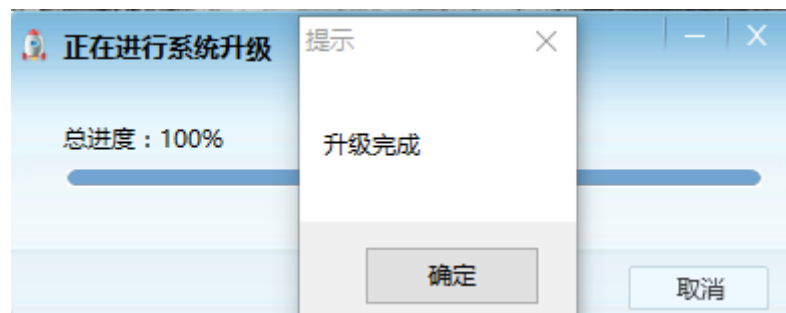 正在进行系统升级
提示
总进度：100%
升级完成
确定
取消